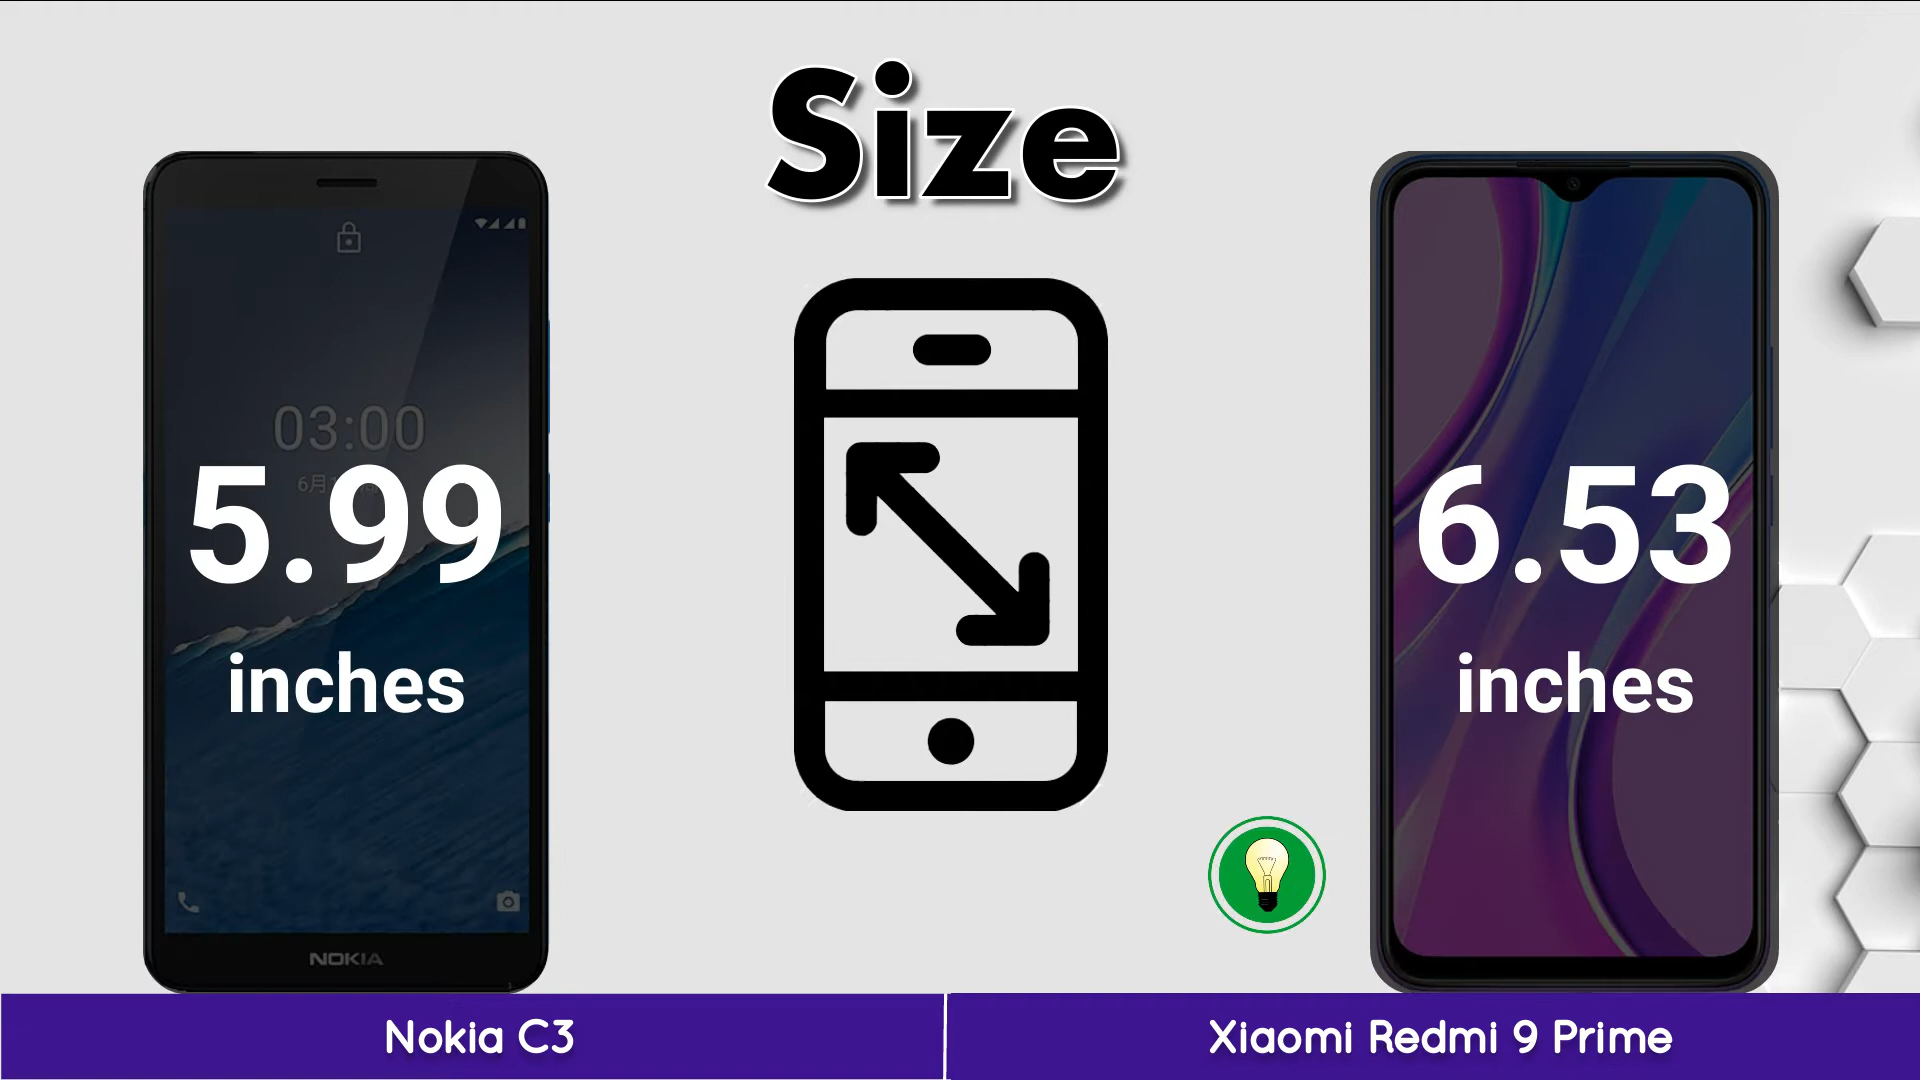 Size
03:00
5.99
inches
NOKIA
6.53
inches
Nokia C3
Xiaomi Redmi 9 Prime